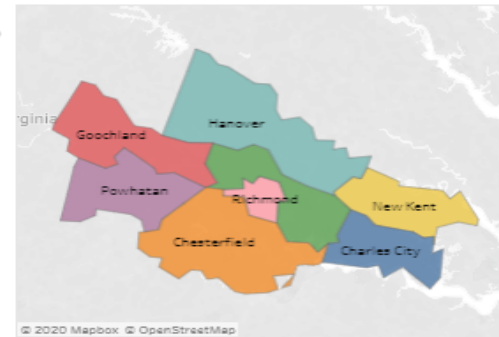 Hanover
rginia
Goochland
Powhatan
Richmond
New Kent
Chesterfield
Charles City
© 2020 Mapbox © OpenStreetMap